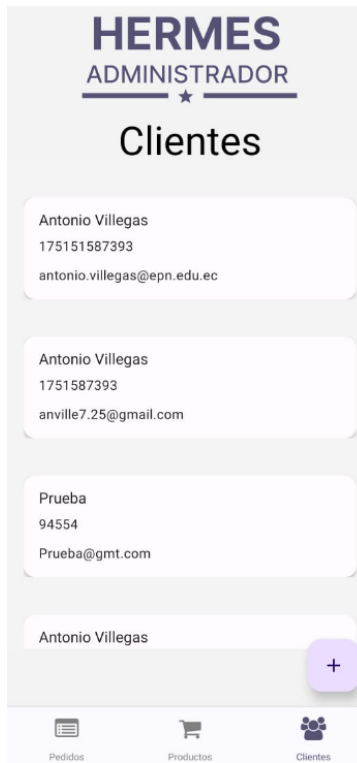 HERMES
ADMINISTRADOR
Clientes
Antonio Villegas
175151587393
antonio.villegas@epn.edu.ec
Antonio Villegas
1751587393
anville7.25@gmail.com
Prueba
94554
Prueba@gmt.com
Antonio Villegas
+
Pedidos
Productos
Clientes